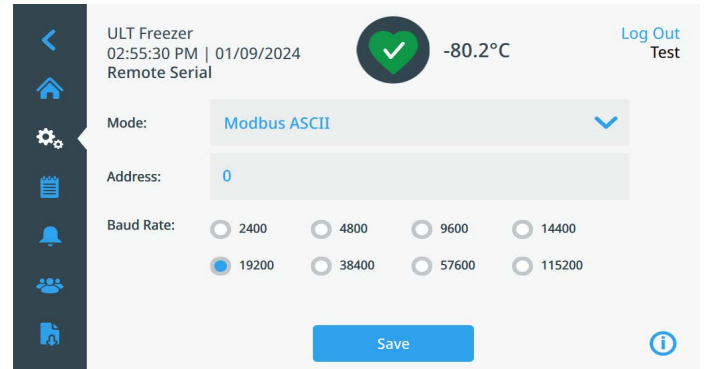 ULT Freezer
02:55:30 PM | 01/09/2024
Remote Serial
-80.2°C
Log Out
Test
Mode:
Modbus ASCII
Address:
0
Baud Rate:
2400 4800 9600 14400
19200 38400 57600 115200
Save